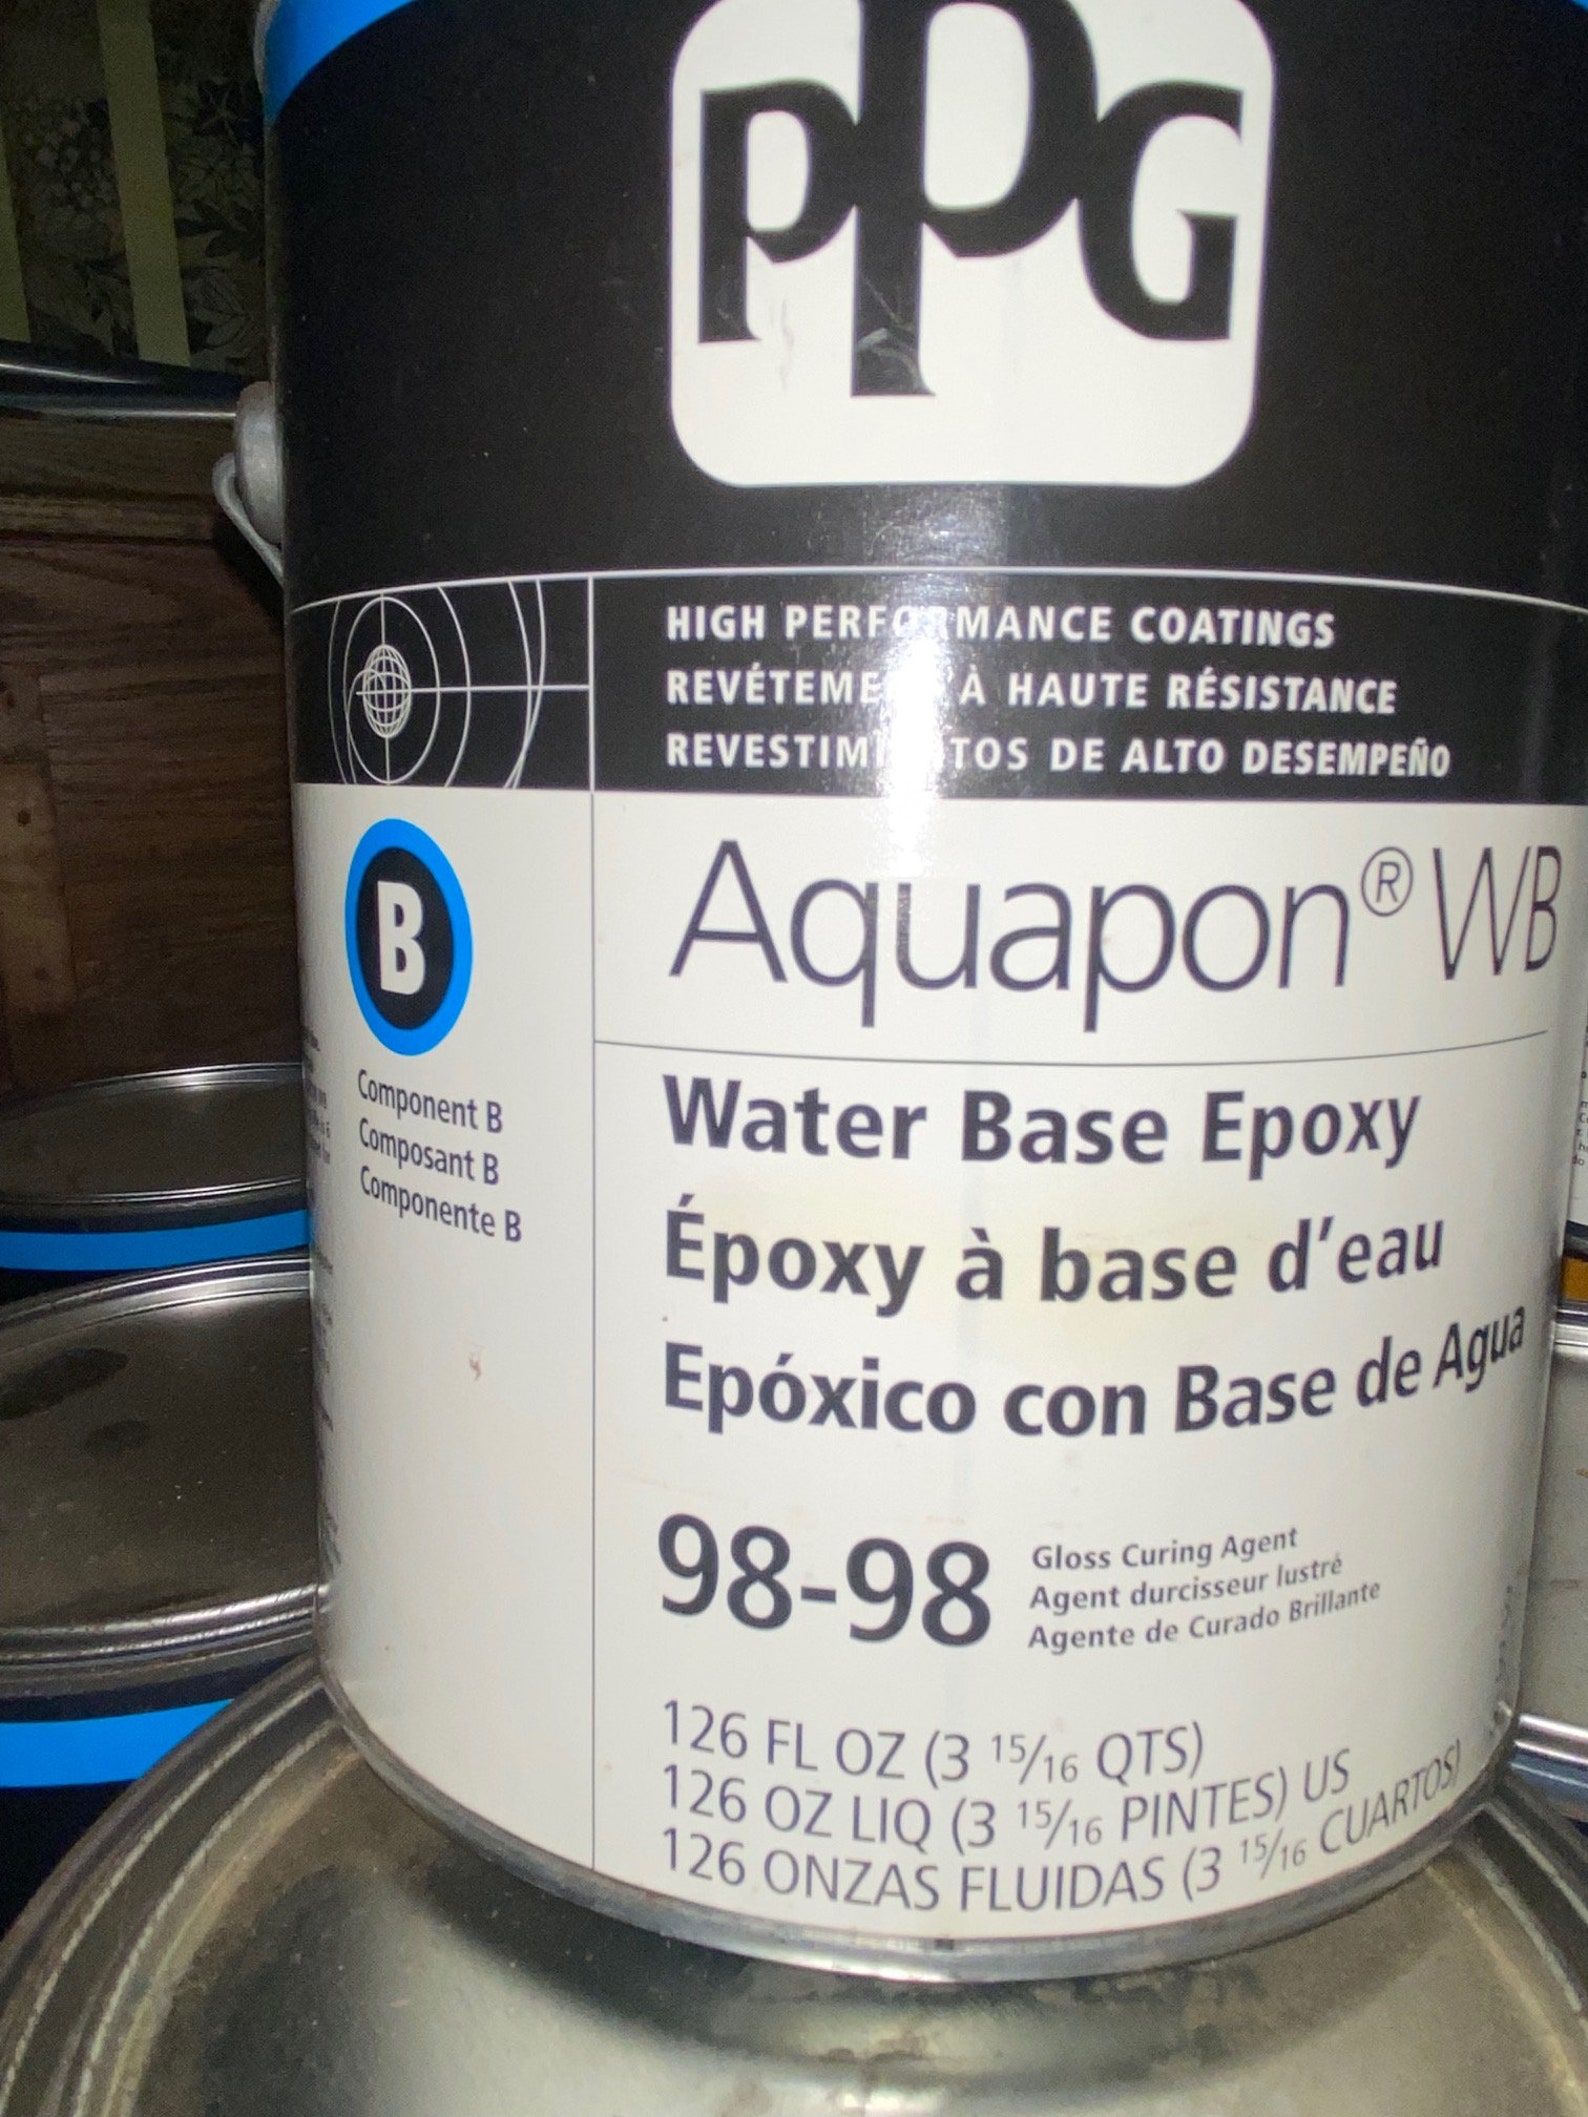 PPG
HIGH PERFORMANCE COATINGS
REVÉTEMENT À HAUTE RÉSISTANCE
REVESTIMIENTOS DE ALTO DESEMPEÑO
B
Component B
Composant B
Componente B
Aquapon® WB
Water Base Epoxy
Époxy à base d'eau
Epóxico con Base de Agua
98-98
Gloss Curing Agent
Agent durcisseur lustré
Agente de Curado Brillante
126 FL OZ (3 15/16 QTS)
126 OZ LIQ (3 15/16 PINTES) US
126 ONZAS FLUIDAS (3 15/16 CUARTOS)